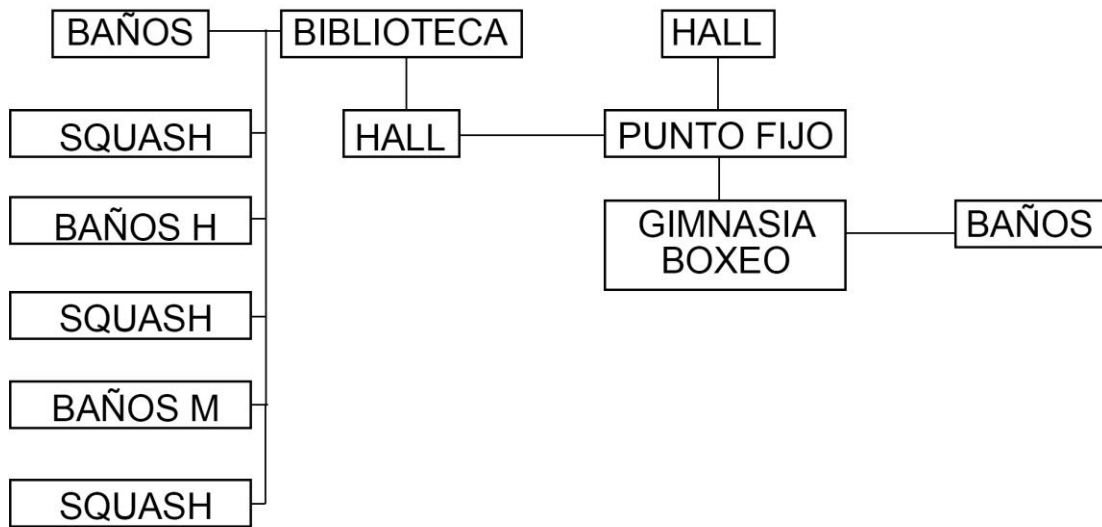 BAÑOS
BIBLIOTECA
HALL
SQUASH
HALL
PUNTO FIJO
BAÑOS H
GIMNASIA
BOXEO
BAÑOS
SQUASH
BAÑOS M
SQUASH